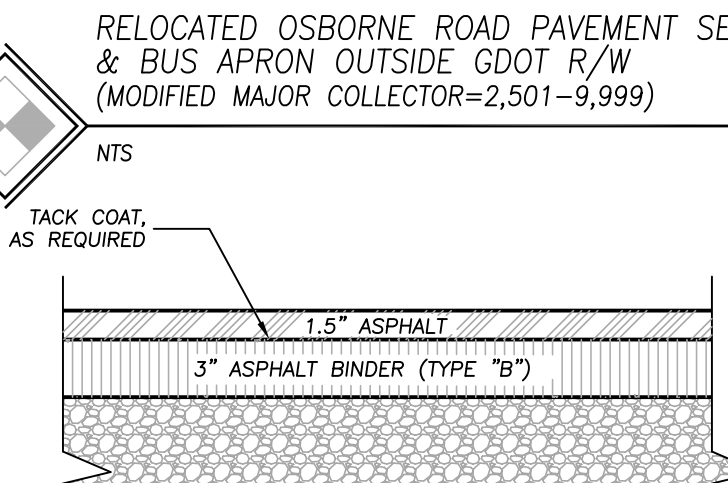 RELOCATED OSBORNE ROAD PAVEMENT
& BUS APRON OUTSIDE GDOT R/W
(MODIFIED MAJOR COLLECTOR=2,501-9,999)
NTS
TACK COAT,
AS REQUIRED
1.5" ASPHALT
3" ASPHALT BINDER (TYPE "B")